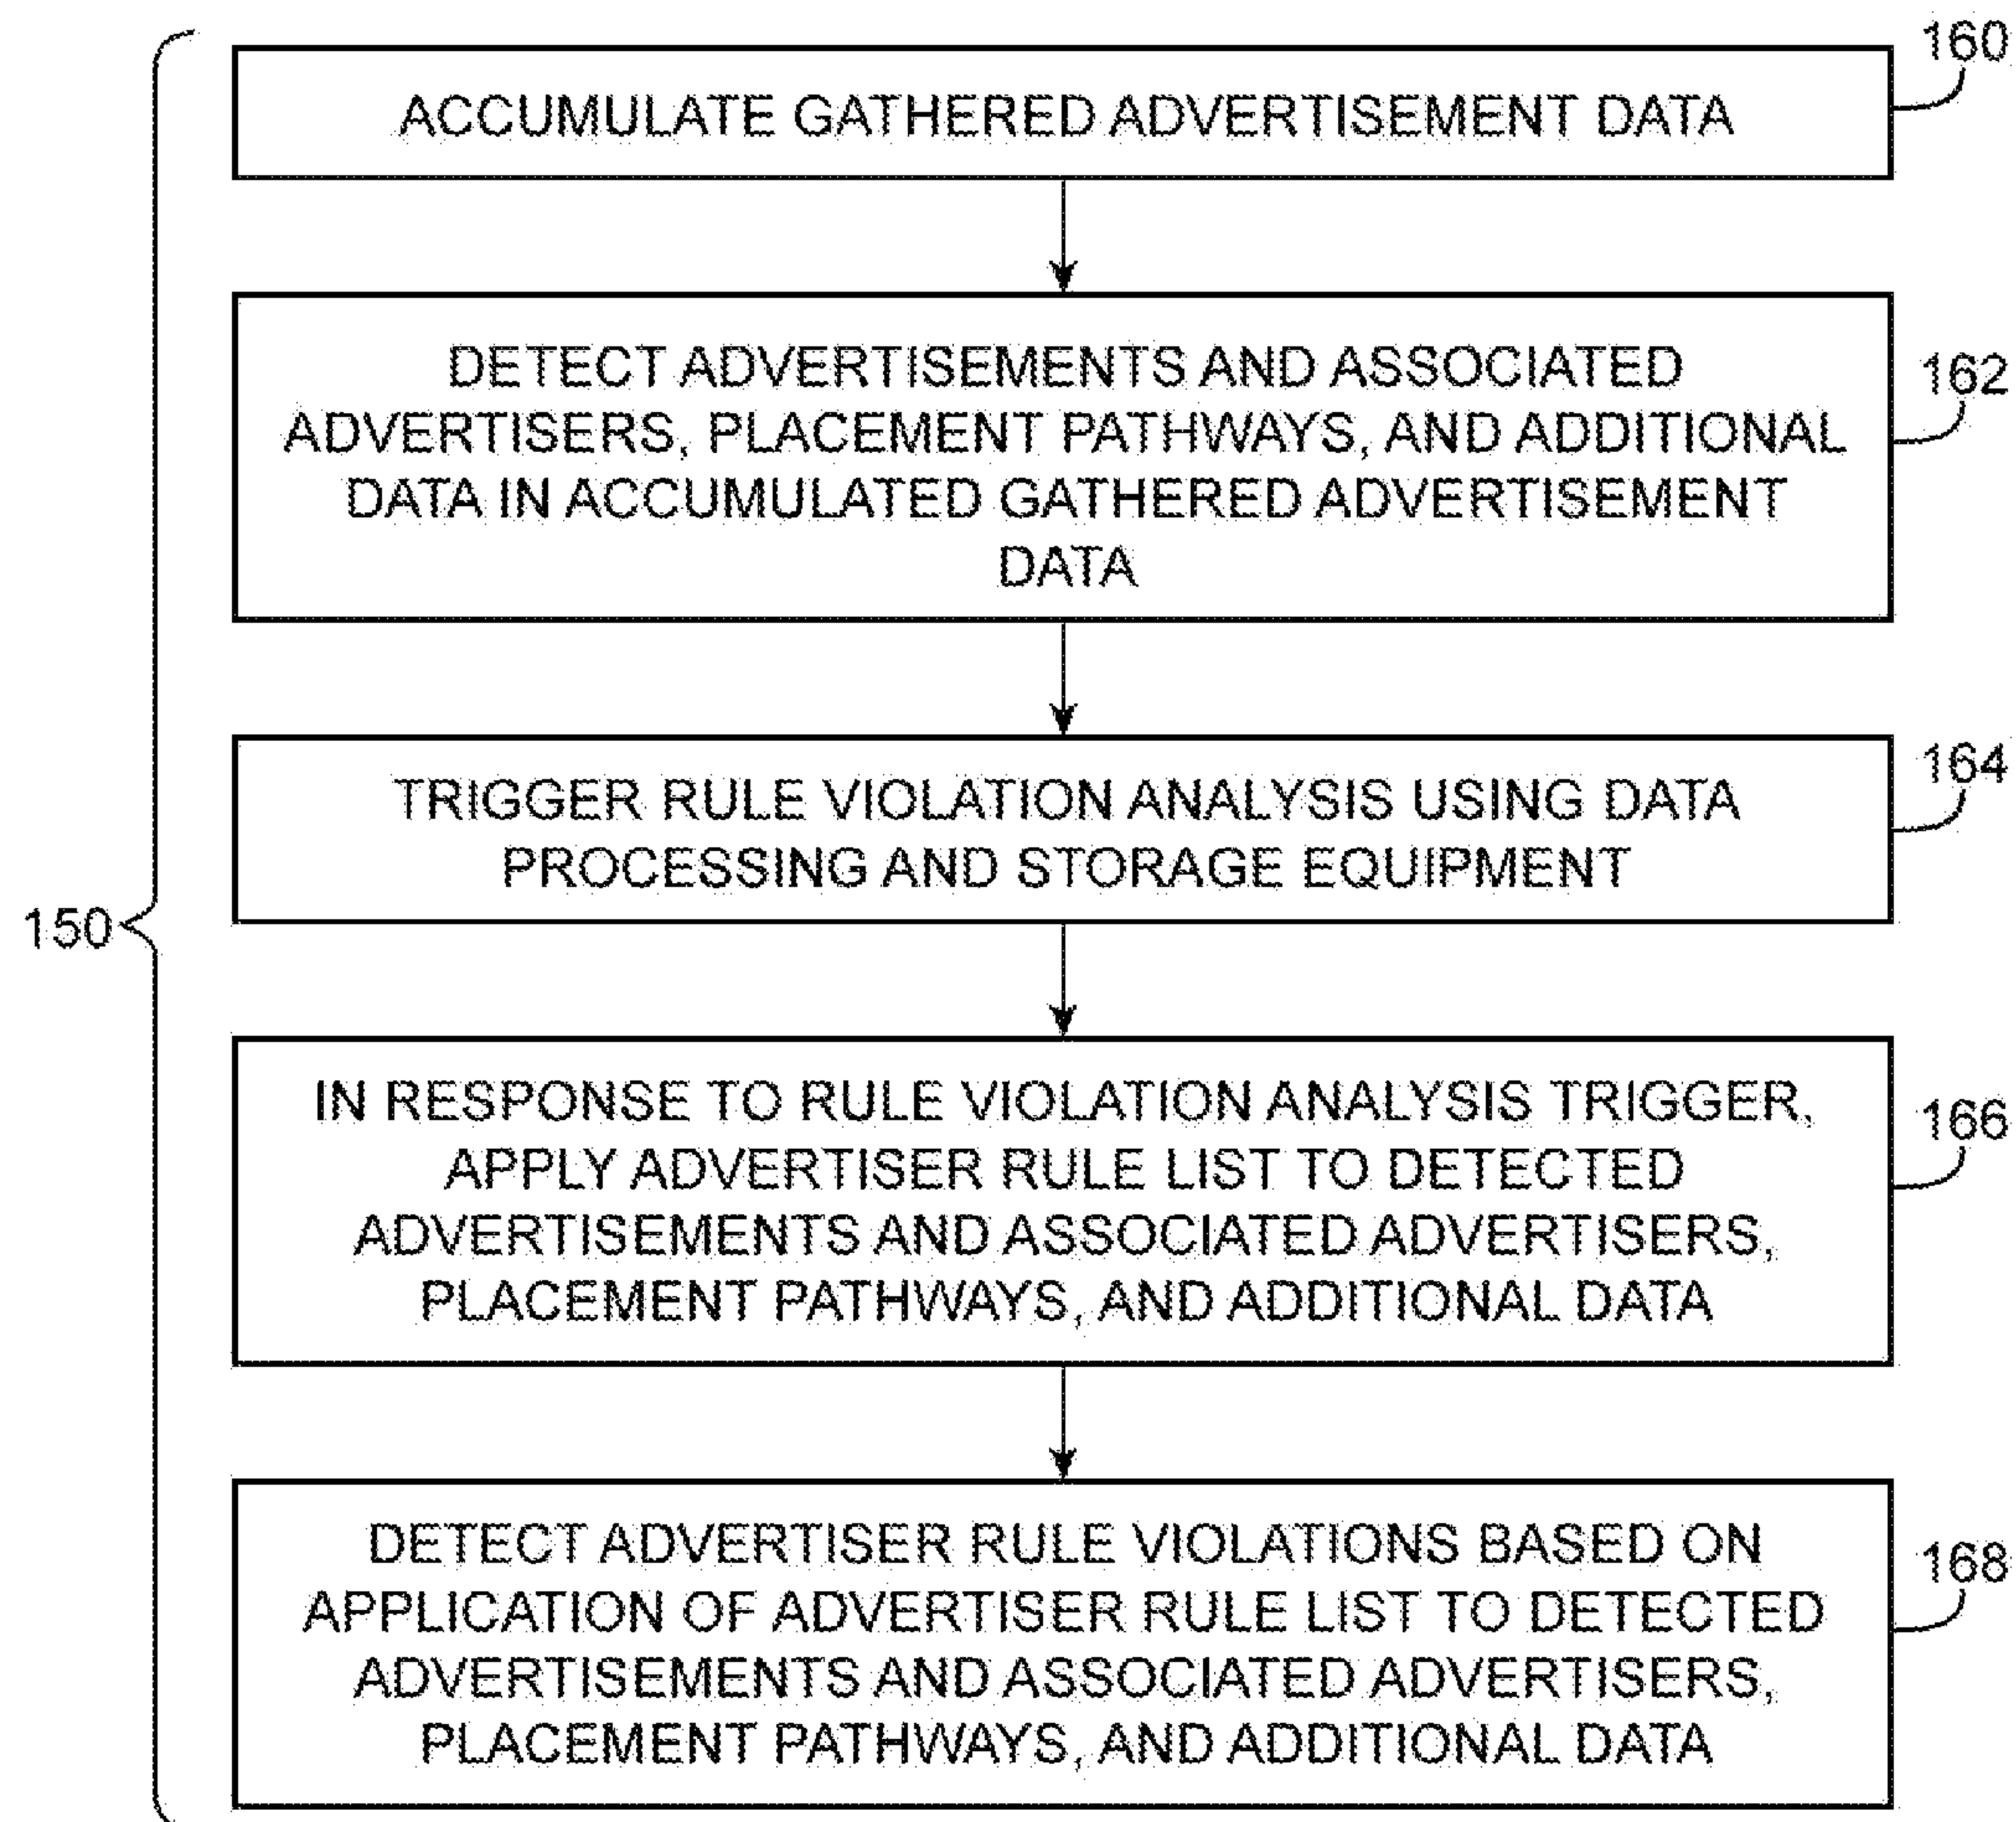 160
ACCUMULATE GATHERED ADVERTISEMENT DATA
162
DETECT ADVERTISEMENTS AND ASSOCIATED
ADVERTISERS, PLACEMENT PATHWAYS, AND ADDITIONAL
DATA IN ACCUMULATED GATHERED ADVERTISEMENT
DATA
164
TRIGGER RULE VIOLATION ANALYSIS USING DATA
PROCESSING AND STORAGE EQUIPMENT
150
166
IN RESPONSE TO RULE VIOLATION ANALYSIS TRIGGER,
APPLY ADVERTISER RULE LIST TO DETECTED
ADVERTISEMENTS AND ASSOCIATED ADVERTISERS,
PLACEMENT PATHWAYS, AND ADDITIONAL DATA
168
DETECT ADVERTISER RULE VIOLATIONS BASED ON
APPLICATION OF ADVERTISER RULE LIST TO DETECTED
ADVERTISEMENTS AND ASSOCIATED ADVERTISERS,
PLACEMENT PATHWAYS, AND ADDITIONAL DATA